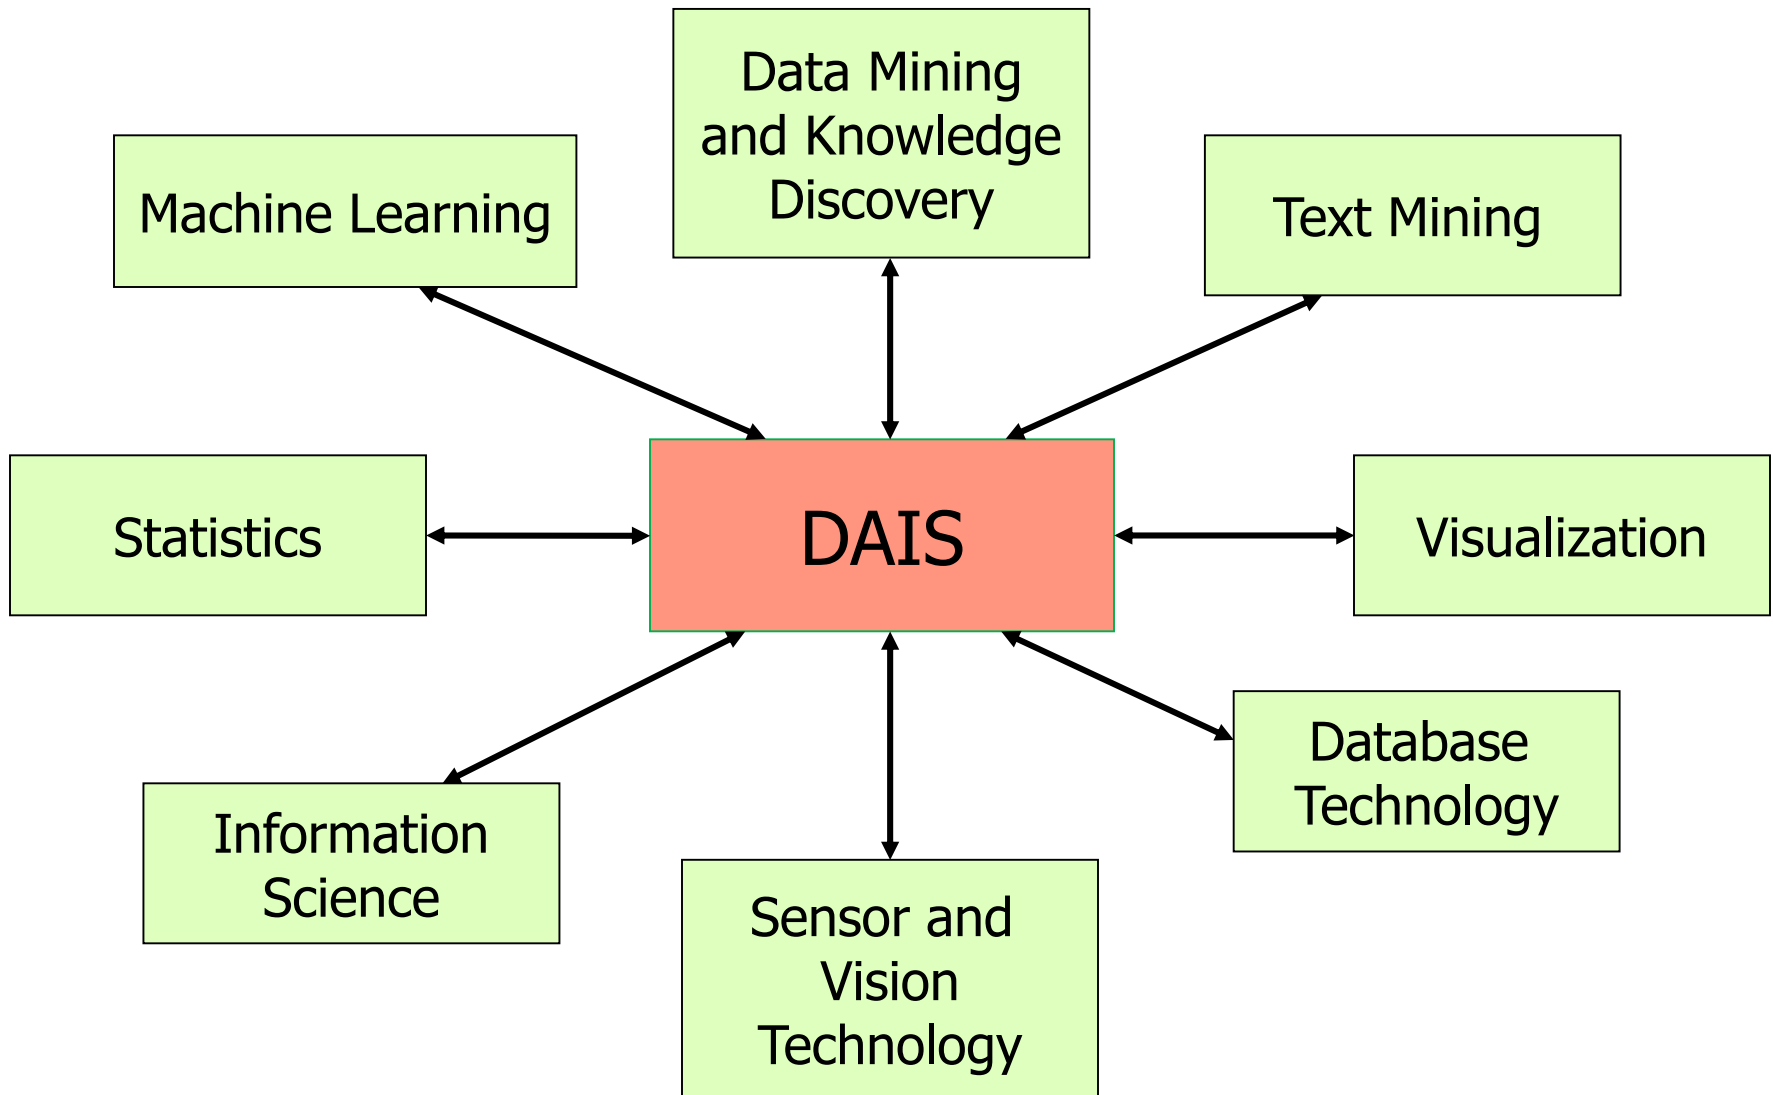 Data Mining
and Knowledge
Discovery
Machine Learning
Text Mining
Statistics
DAIS
Visualization
Database
Technology
Information
Science
Sensor and
Vision
Technology